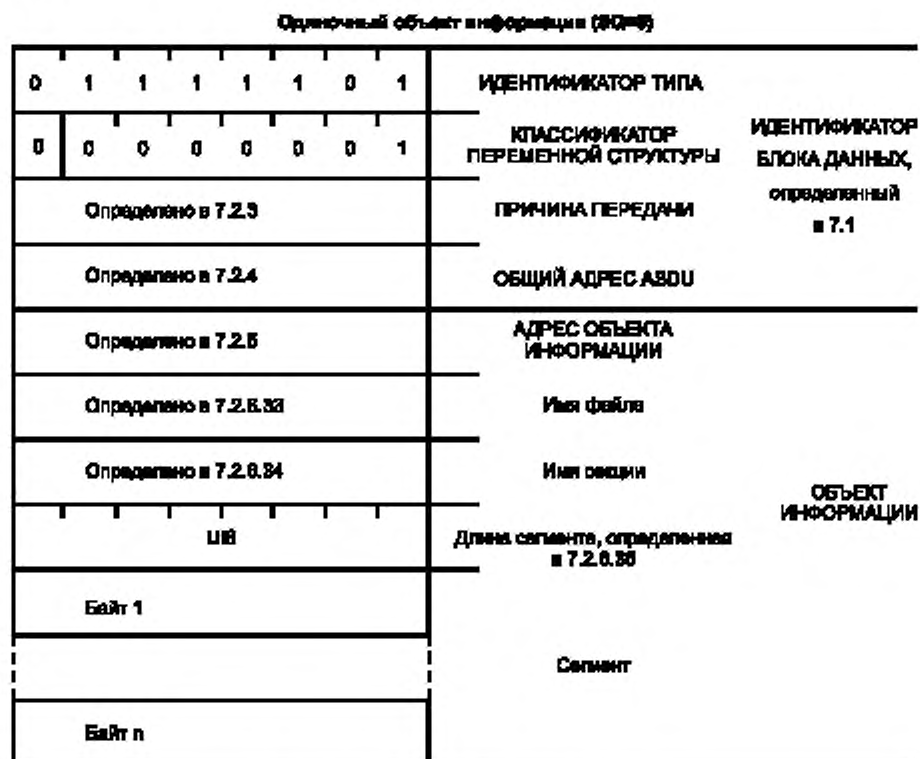 Одиночный объект информации (SQ=0)
0 1 1 1 1 1 0 1
ИДЕНТИФИКАТОР ТИПА
0 0 0 0 0 0 0 1
КЛАССИФИКАТОР
ПЕРЕМЕННОЙ СТРУКТУРЫ
ИДЕНТИФИКАТОР
БЛОКА ДАННЫХ,
определенный
в 7.1
Определено в 7.2.3
ПРИЧИНА ПЕРЕДАЧИ
Определено в 7.2.4
ОБЩИЙ АДРЕС ASDU
Определено в 7.2.5
АДРЕС ОБЪЕКТА
ИНФОРМАЦИИ
Определено в 7.2.6.33
Имя файла
Определено в 7.2.6.34
Имя секции
ОБЪЕКТ
ИНФОРМАЦИИ
UI8
Длина сегмента, определенная
в 7.2.6.36
Байт 1
Сегмент
Байт n